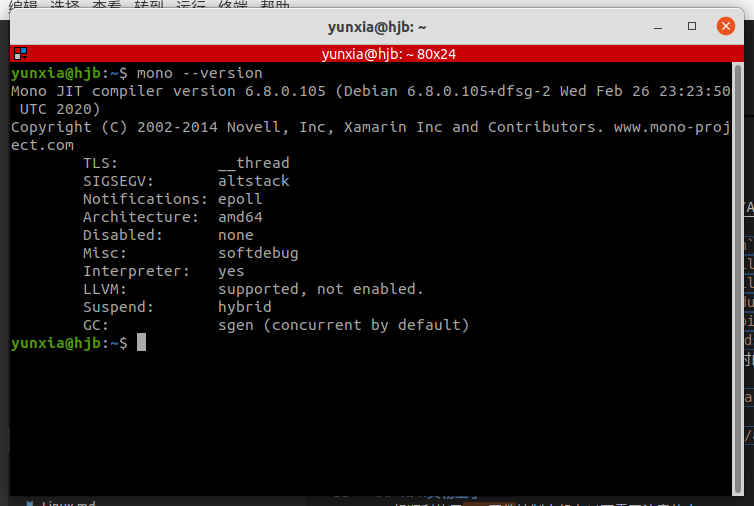 编辑 选择 查看 转到 运行 终端 帮助
yunxia@hjb: ~
yunxia@hjb: ~ 80x24
yunxia@hjb:~$ mono --version
Mono JIT compiler version 6.8.0.105 (Debian 6.8.0.105+dfsg-2 Wed Feb 26 23:23:50
UTC 2020)
Copyright (C) 2002-2014 Novell, Inc, Xamarin Inc and Contributors. www.mono-proj
ect.com
TLS: __thread
SIGSEGV: altstack
Notifications: epoll
Architecture: amd64
Disabled: none
Misc: softdebug
Interpreter: yes
LLVM: supported, not enabled.
Suspend: hybrid
GC: sgen (concurrent by default)
yunxia@hjb:~$
Linux.md